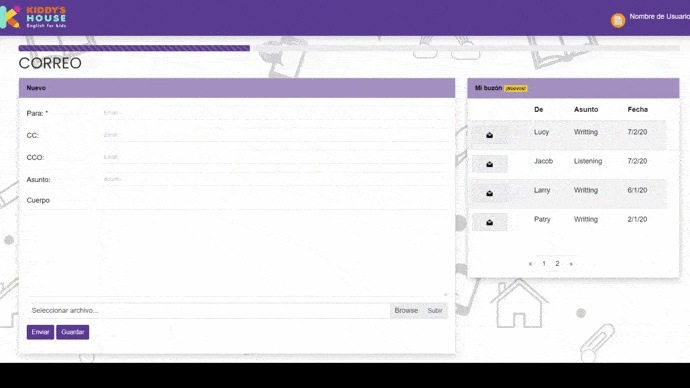 KIDDY'S
HOUSE
English for kids
Nombre de Usuario
CORREO
Nuevo
Para: *
Email
CC:
Email
CCO:
Email
Asunto:
Asunto
Cuerpo
Seleccionar archivo...
Browse
Subir
Enviar
Guardar
Mi buzón ¡Nuevos!
De Asunto Fecha
Lucy Writting 7/2/20
Jacob Listening 7/2/20
Larry Writting 6/1/20
Patry Writting 2/1/20
« 1 2 »